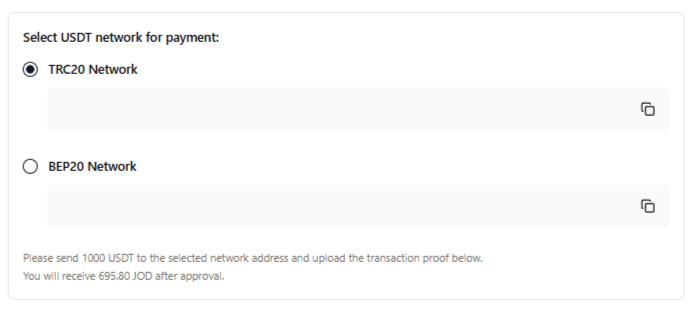 Select USDT network for payment:
TRC20 Network
BEP20 Network
Please send 1000 USDT to the selected network address and upload the transaction proof below.
You will receive 695.80 JOD after approval.